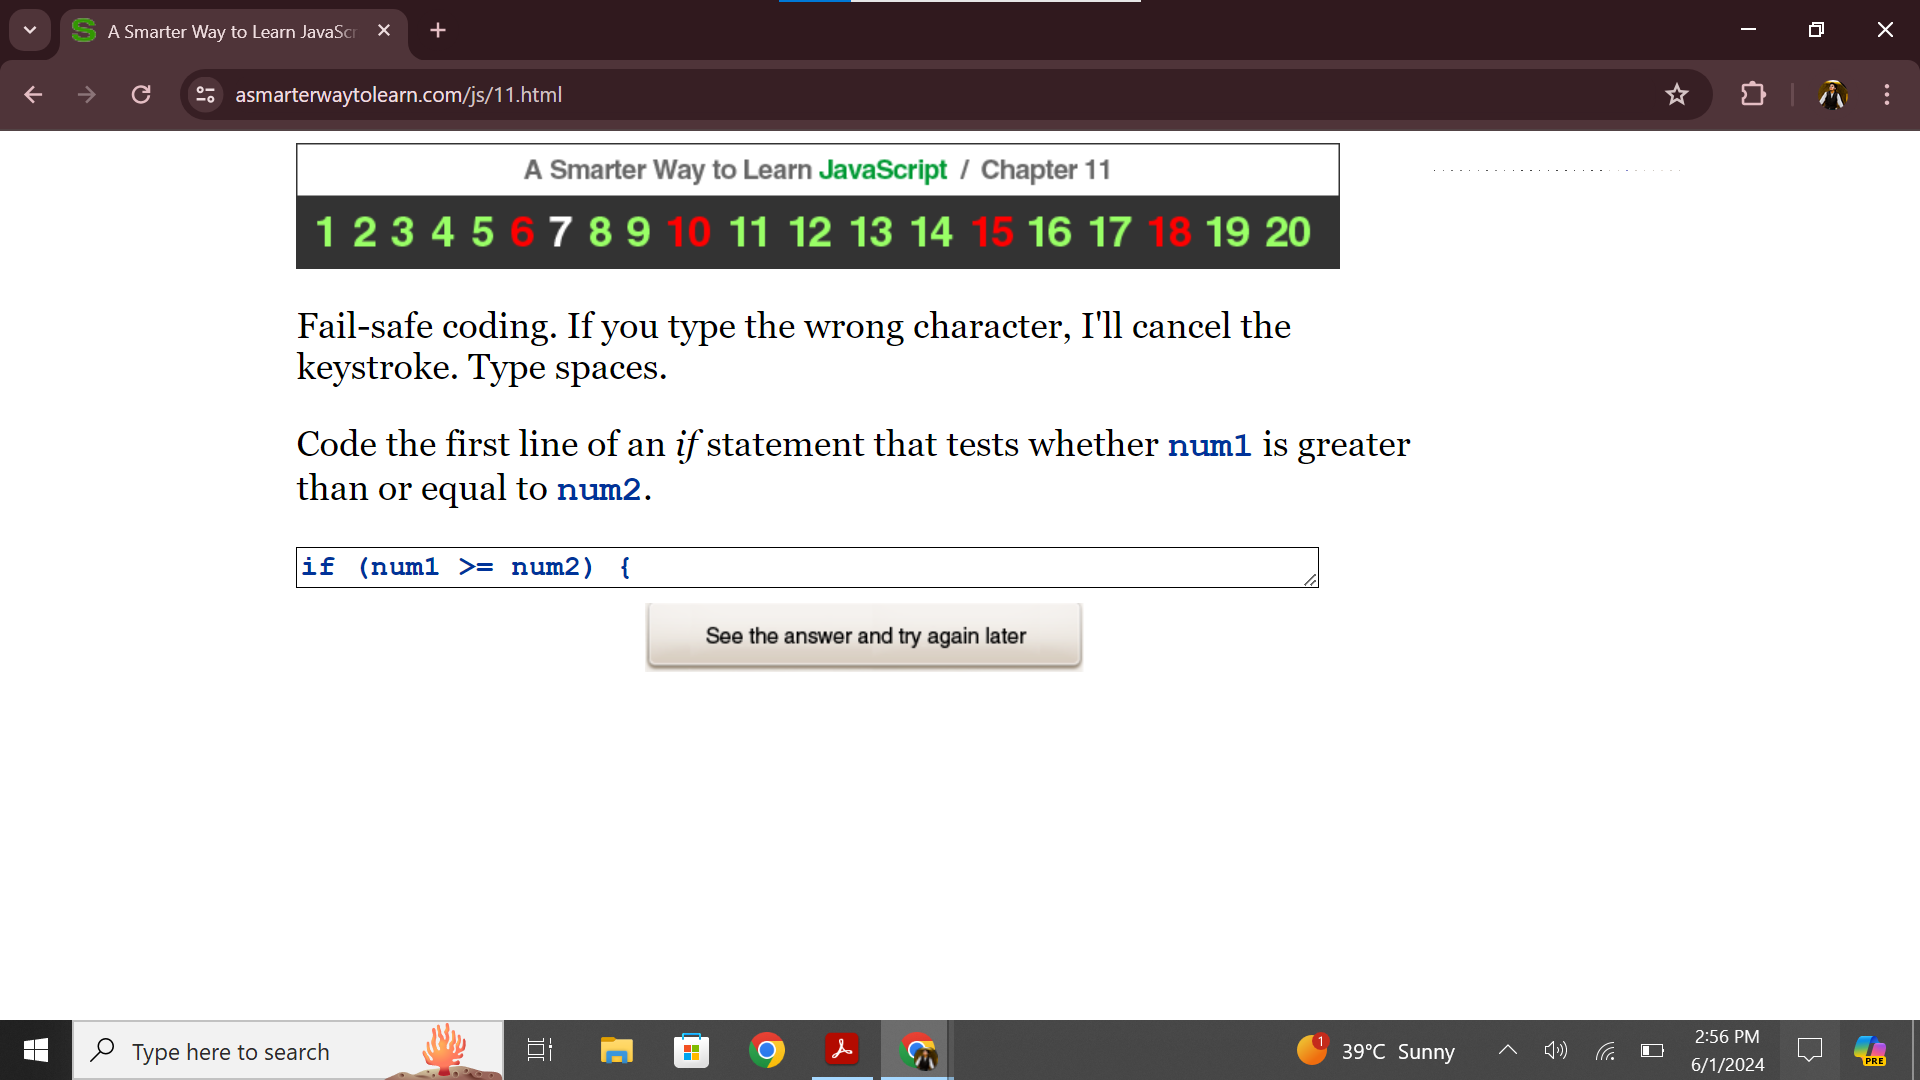 A Smarter Way to Learn JavaScr
asmarterwaytolearn.com/js/11.html
A Smarter Way to Learn JavaScript / Chapter 11
1 2 3 4 5 6 7 8 9 10 11 12 13 14 15 16 17 18 19 20
Fail-safe coding. If you type the wrong character, I'll cancel the
keystroke. Type spaces.
Code the first line of an if statement that tests whether num1 is greater
than or equal to num2.
if (num1 >= num2) {
See the answer and try again later
Type here to search
1
39°C Sunny
2:56 PM
6/1/2024
PRE